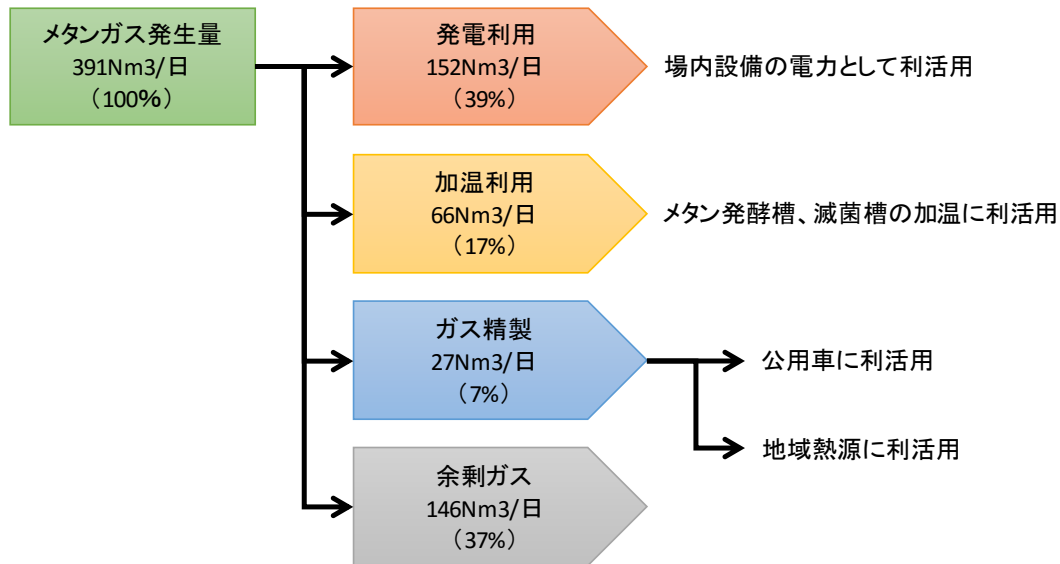 メタンガス発生量
391Nm3/日
（100%）
発電利用
152Nm3/日
（39%）
場内設備の電力として利活用
加温利用
66Nm3/日
（17%）
メタン発酵槽、滅菌槽の加温に利活用
ガス精製
27Nm3/日
（7%）
公用車に利活用
地域熱源に利活用
余剰ガス
146Nm3/日
（37%）